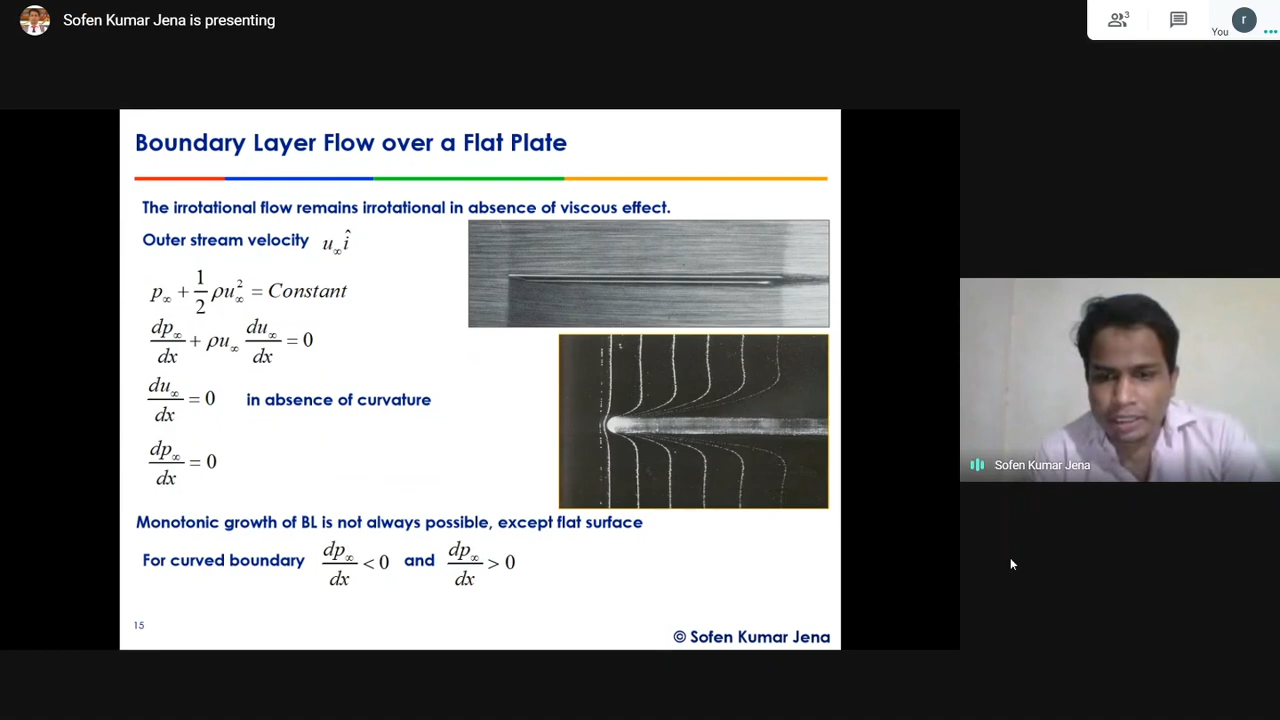 Sofen Kumar Jena is presenting
3
You
r
Boundary Layer Flow over a Flat Plate
The irrotational flow remains irrotational in absence of viscous effect.
Outer stream velocity u∞ î
p∞ + 1/2 ρu∞² = Constant
dp∞/dx + ρu∞ du∞/dx = 0
du∞/dx = 0 in absence of curvature
dp∞/dx = 0
Monotonic growth of BL is not always possible, except flat surface
For curved boundary dp∞/dx < 0 and dp∞/dx > 0
15
© Sofen Kumar Jena
Sofen Kumar Jena